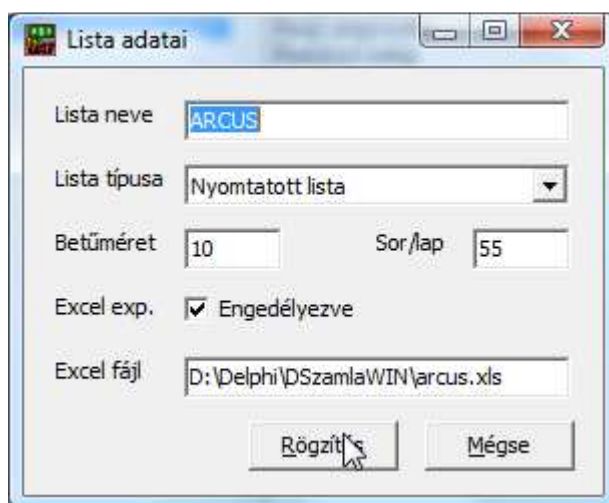 Lista adatai
Lista neve ARCUS
Lista típusa Nyomtatott lista
Betűméret 10 Sor/lap 55
Excel exp. Engedélyezve
Excel fájl D:\Delphi\DSzamlaWIN\arcus.xls
Rögzítés Mégse